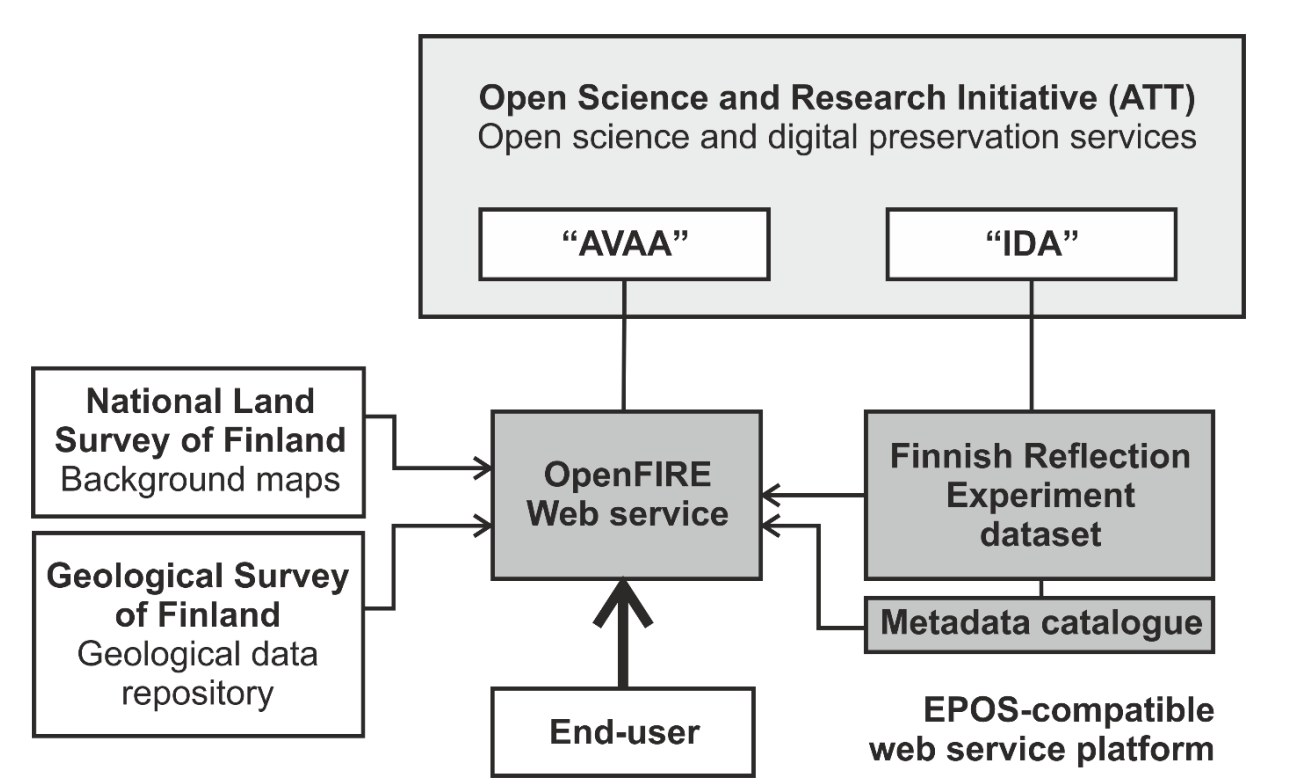 Open Science and Research Initiative (ATT)
Open science and digital preservation services
“AVAA”
“IDA”
National Land
Survey of Finland
Background maps
Geological Survey
of Finland
Geological data
repository
OpenFIRE
Web service
Finnish Reflection
Experiment
dataset
Metadata catalogue
End-user
EPOS-compatible
web service platform